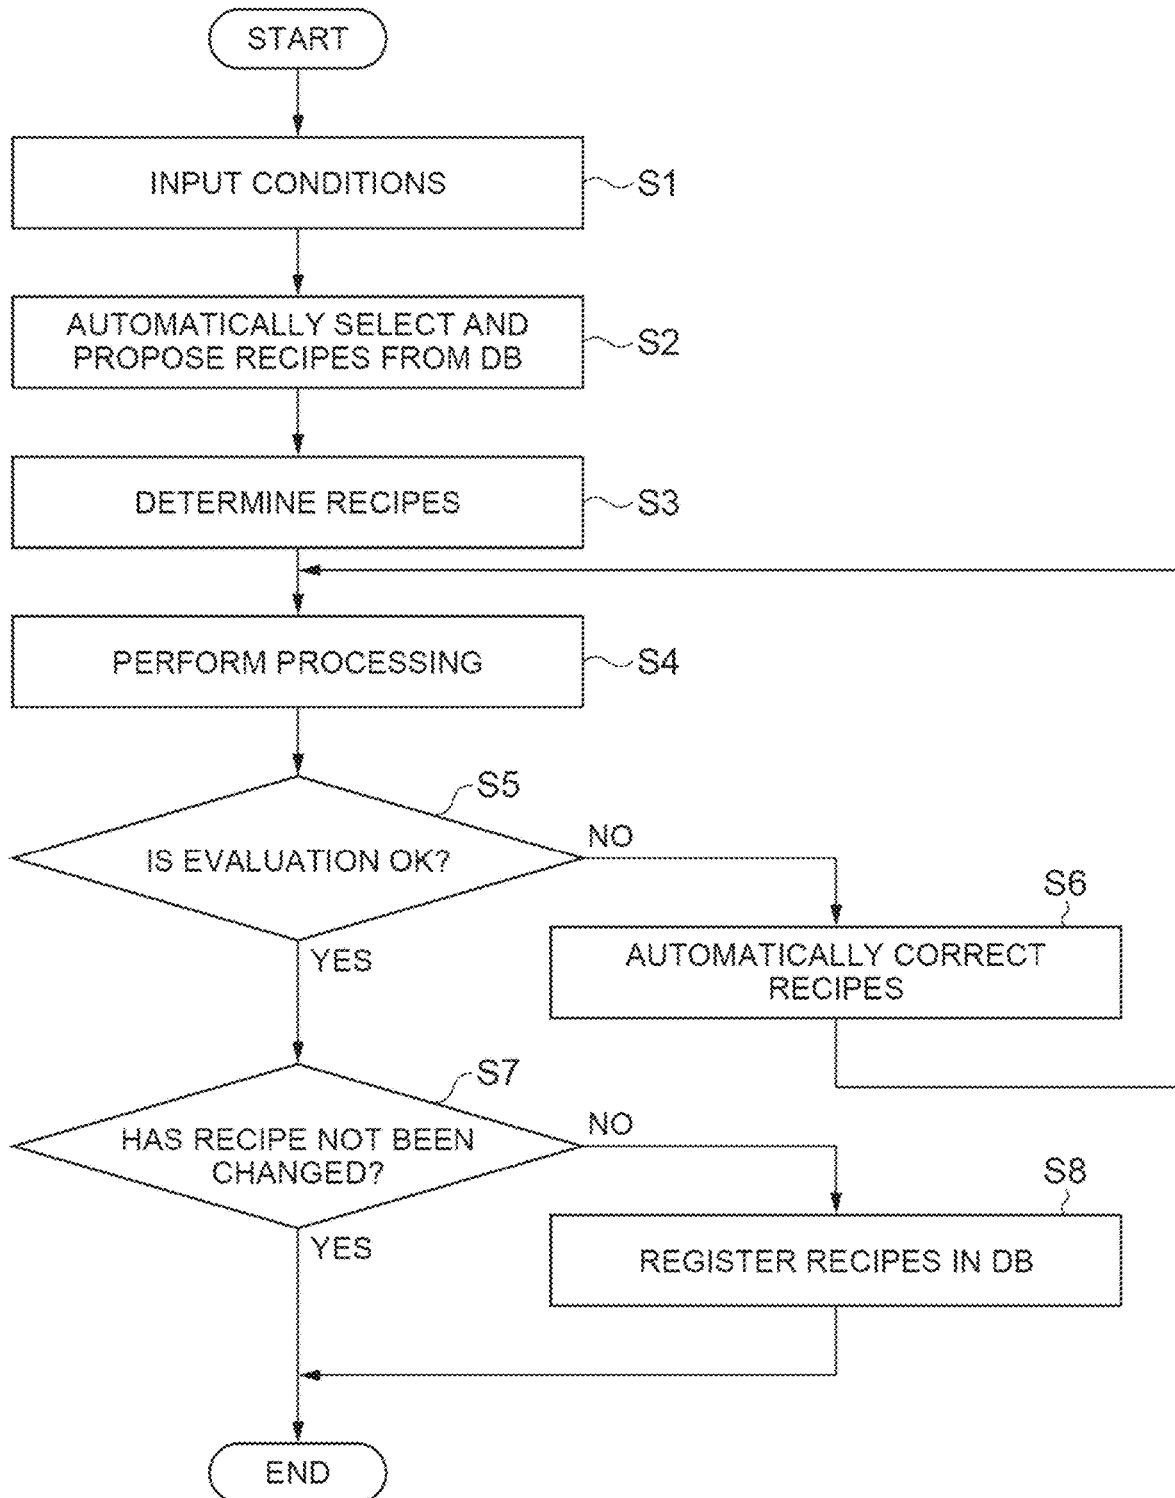 START
INPUT CONDITIONS
S1
AUTOMATICALLY SELECT AND
PROPOSE RECIPES FROM DB
S2
DETERMINE RECIPES
S3
PERFORM PROCESSING
S4
S5
IS EVALUATION OK?
NO
YES
S6
AUTOMATICALLY CORRECT
RECIPES
S7
HAS RECIPE NOT BEEN
CHANGED?
NO
YES
S8
REGISTER RECIPES IN DB
END